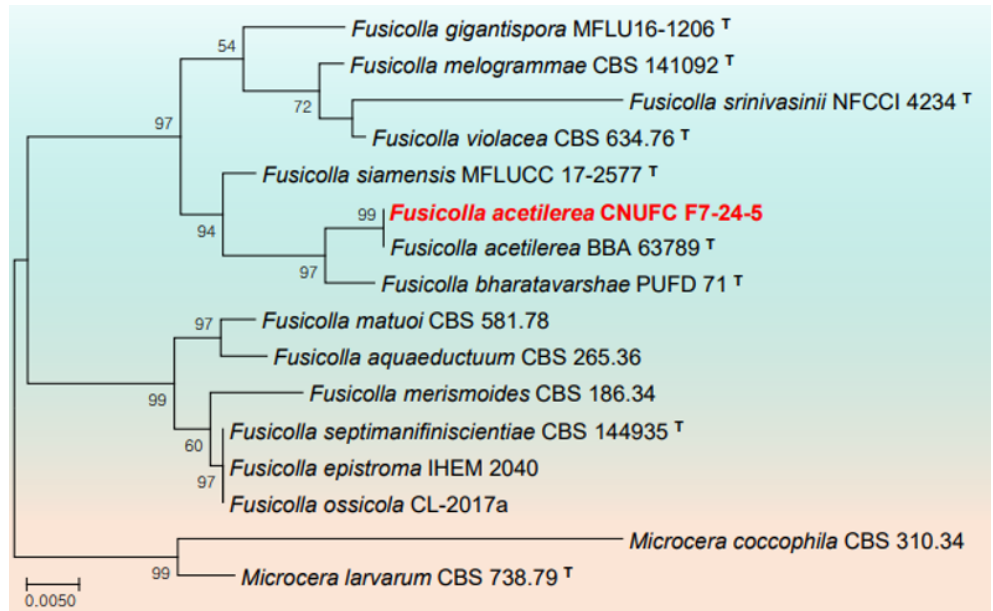 Fusicolla gigantispora MFLU16-1206 T
54
Fusicolla melogrammae CBS 141092 T
72
Fusicolla srinivasinii NFCCI 4234 T
97
Fusicolla violacea CBS 634.76 T
Fusicolla siamensis MFLUCC 17-2577 T
99 Fusicolla acetilerea CNUFC F7-24-5
94
Fusicolla acetilerea BBA 63789 T
97
Fusicolla bharatavarshae PUFD 71 T
97 Fusicolla matuoi CBS 581.78
Fusicolla aquaeductuum CBS 265.36
99
Fusicolla merismoides CBS 186.34
Fusicolla septimanifiniscientiae CBS 144935 T
60
Fusicolla epistroma IHEM 2040
97
Fusicolla ossicola CL-2017a
Microcera coccophila CBS 310.34
99
Microcera larvarum CBS 738.79 T
0.0050